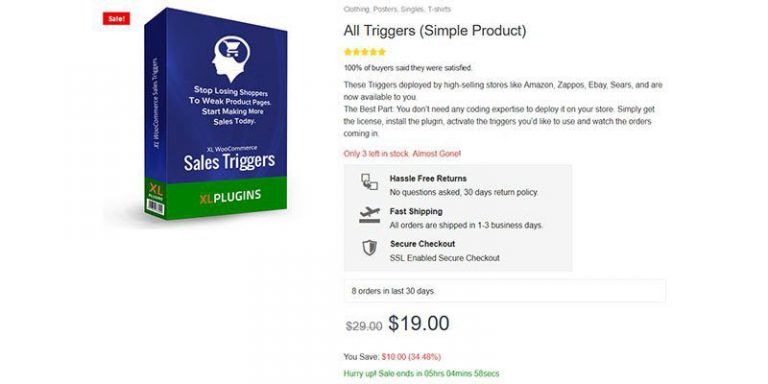 Sale!
XL WooCommerce Sales Triggers
XL
PLUGINS
Stop Losing Shoppers
To Weak Product Pages.
Start Making More
Sales Today.
XL WooCommerce
Sales Triggers
XLPLUGINS
Clothing, Posters, Singles, T-shirts
All Triggers (Simple Product)
100% of buyers said they were satisfied.
These Triggers deployed by high-selling stores like Amazon, Zappos, Ebay, Sears, and are
now available to you.
The Best Part: You don't need any coding expertise to deploy it on your store. Simply get
the license, install the plugin, activate the triggers you'd like to use and watch the orders
coming in.
Only 3 left in stock. Almost Gone!
Hassle Free Returns
No questions asked, 30 days return policy.
Fast Shipping
All orders are shipped in 1-3 business days.
Secure Checkout
SSL Enabled Secure Checkout
8 orders in last 30 days
$29.00 $19.00
You Save: $10.00 (34.48%)
Hurry up! Sale ends in 05hrs 04mins 58secs